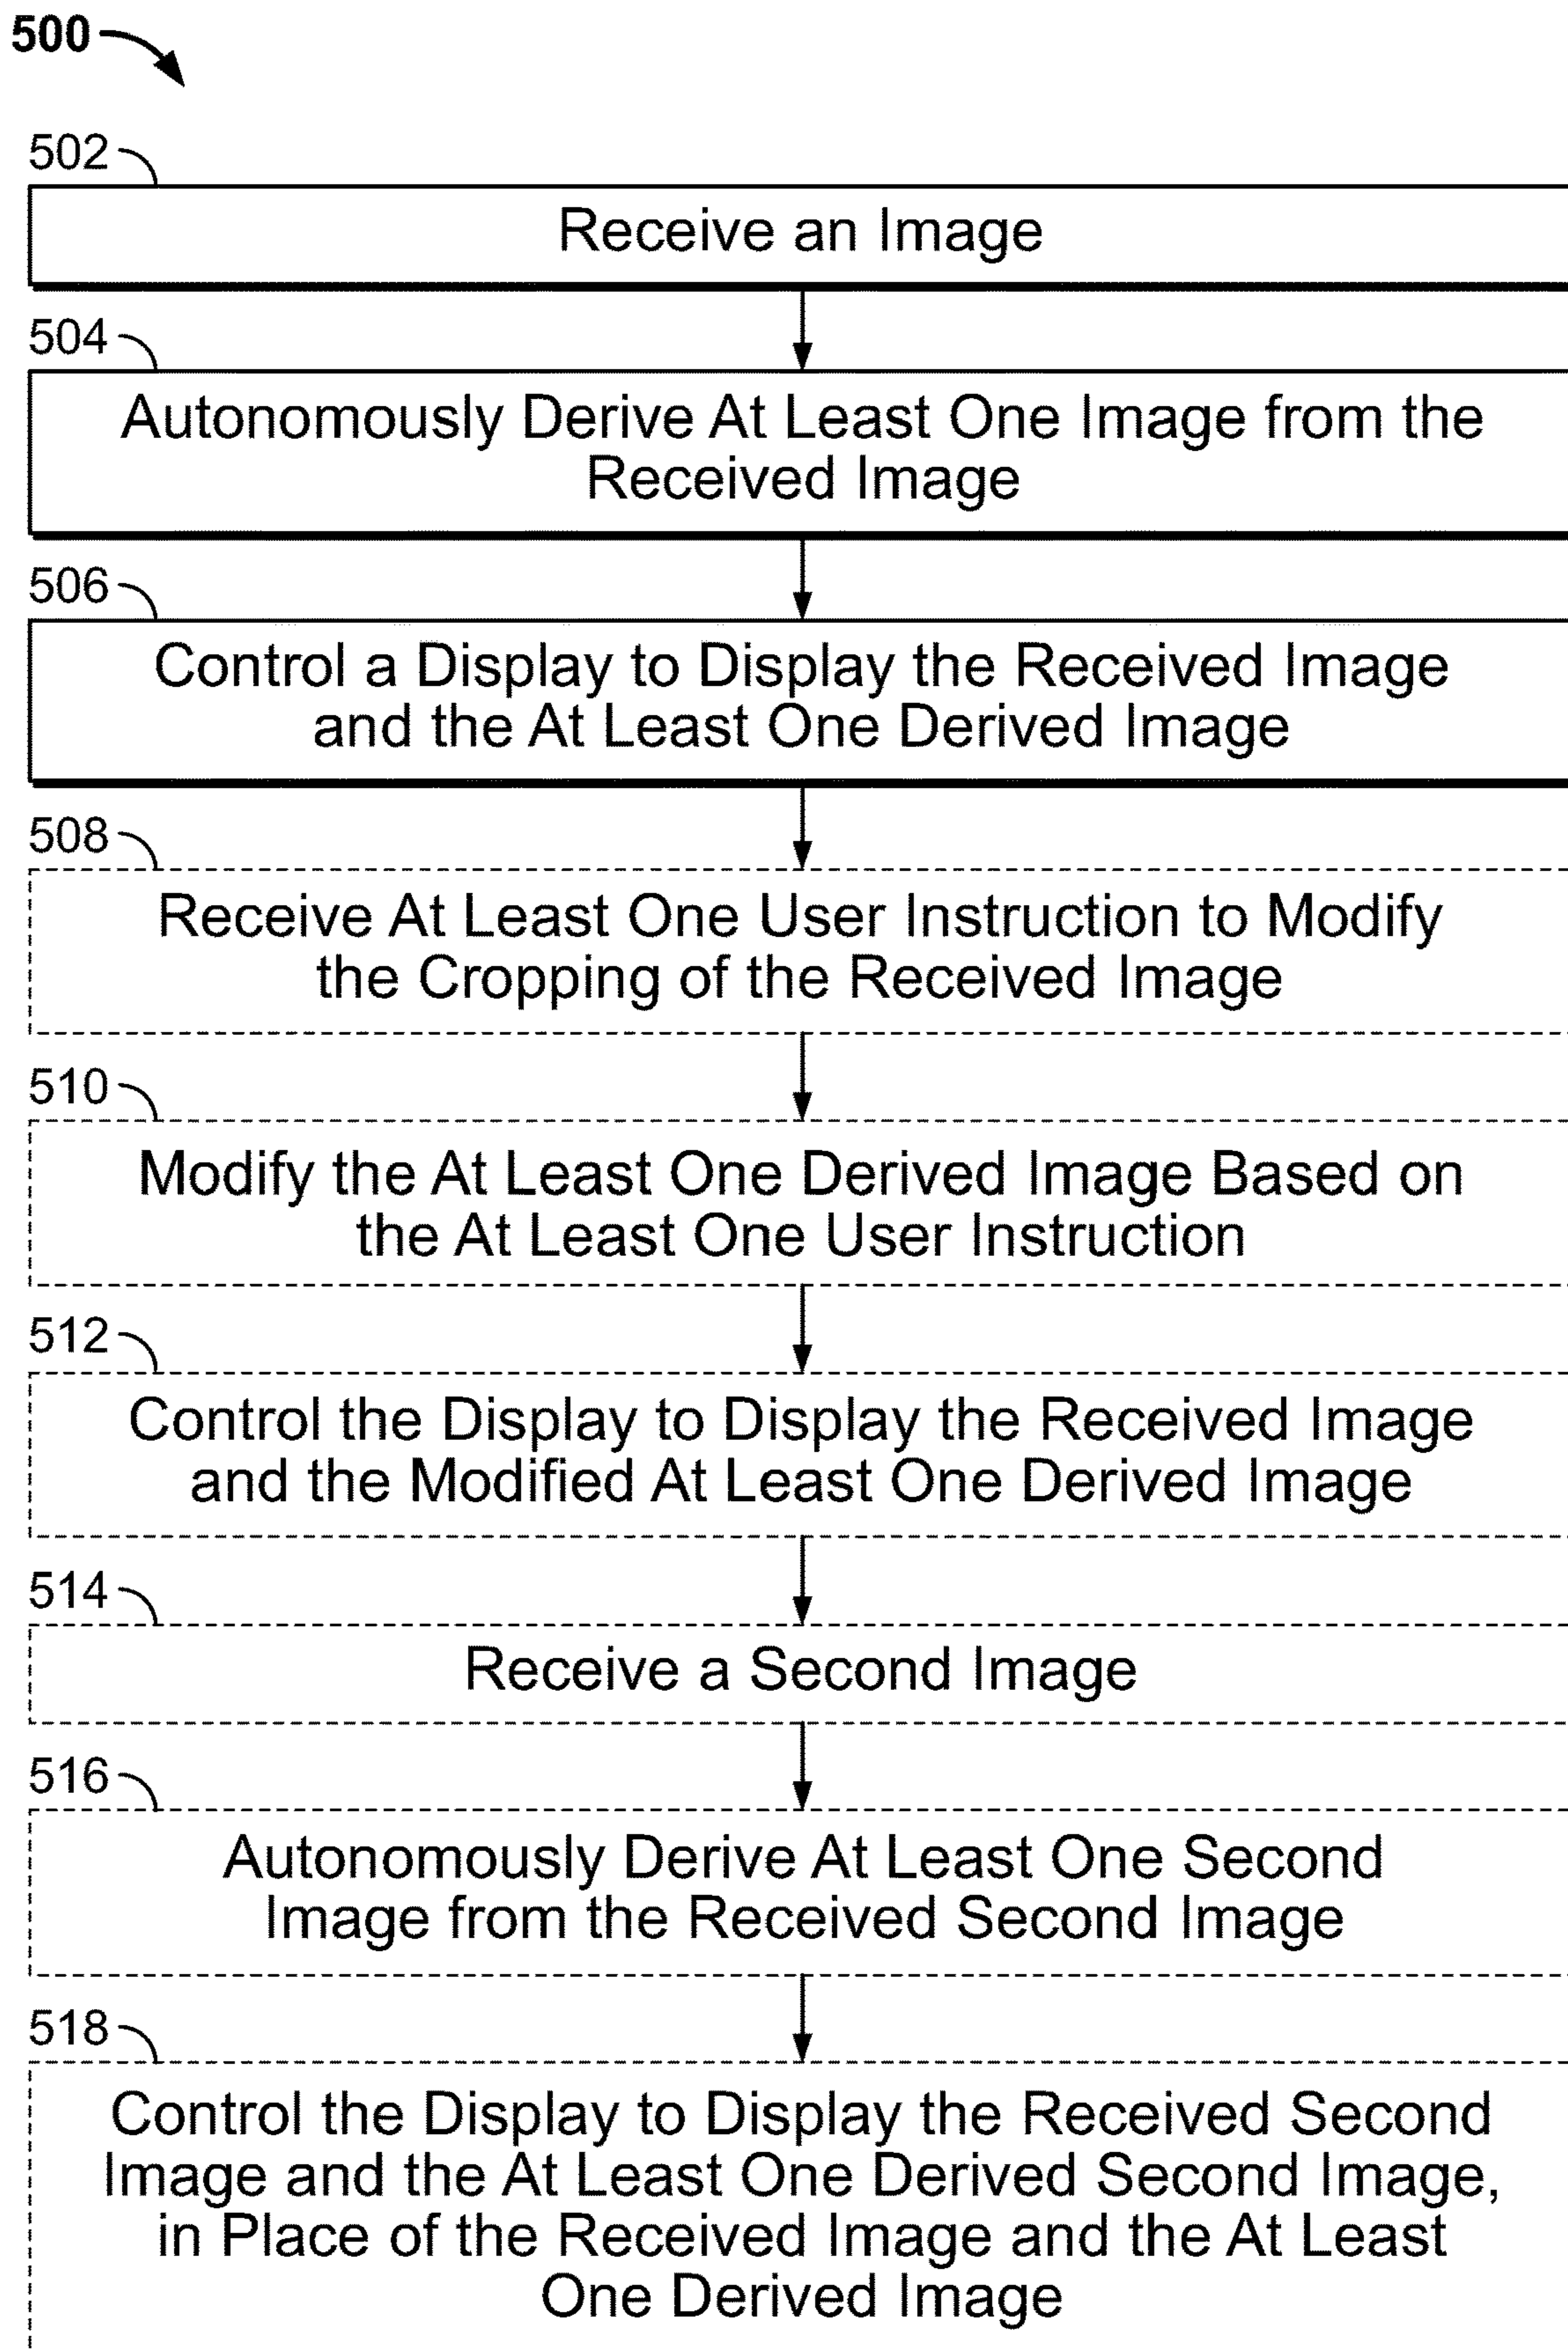 500
502
Receive an Image
504
Autonomously Derive At Least One Image from the
Received Image
506
Control a Display to Display the Received Image
and the At Least One Derived Image
508
Receive At Least One User Instruction to Modify
the Cropping of the Received Image
510
Modify the At Least One Derived Image Based on
the At Least One User Instruction
512
Control the Display to Display the Received Image
and the Modified At Least One Derived Image
514
Receive a Second Image
516
Autonomously Derive At Least One Second
Image from the Received Second Image
518
Control the Display to Display the Received Second
Image and the At Least One Derived Second Image,
in Place of the Received Image and the At Least
One Derived Image